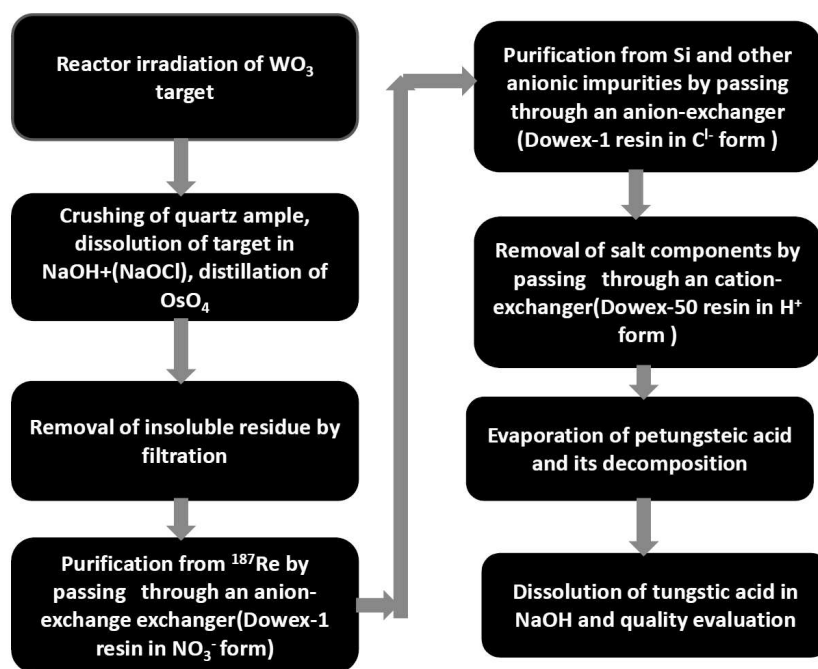 Reactor irradiation of WO₃
target
Crushing of quartz ample,
dissolution of target in
NaOH+(NaOCl), distillation of
OsO₄
Removal of insoluble residue by
filtration
Purification from ¹⁸⁷Re by
passing through an anion-
exchange exchanger(Dowex-1
resin in NO₃⁻ form)
Purification from Si and other
anionic impurities by passing
through an anion-exchanger
(Dowex-1 resin in Cˡ⁻ form )
Removal of salt components by
passing through an cation-
exchanger(Dowex-50 resin in H⁺
form )
Evaporation of petungsteic acid
and its decomposition
Dissolution of tungstic acid in
NaOH and quality evaluation